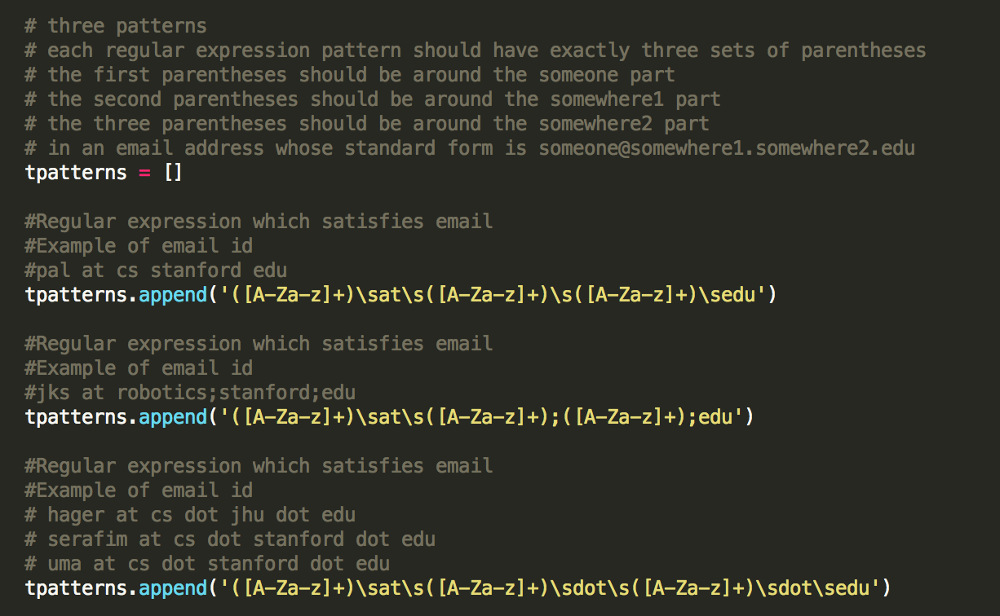 # three patterns
# each regular expression pattern should have exactly three sets of parentheses
# the first parentheses should be around the someone part
# the second parentheses should be around the somewhere1 part
# the three parentheses should be around the somewhere2 part
# in an email address whose standard form is someone@somewhere1.somewhere2.edu
tpatterns = []
#Regular expression which satisfies email
#Example of email id
#pal at cs stanford edu
tpatterns.append('([A-Za-z]+)\sat\s([A-Za-z]+)\s([A-Za-z]+)\sedu')
#Regular expression which satisfies email
#Example of email id
#jks at robotics;stanford;edu
tpatterns.append('([A-Za-z]+)\sat\s([A-Za-z]+);([A-Za-z]+);edu')
#Regular expression which satisfies email
#Example of email id
# hager at cs dot jhu dot edu
# serafim at cs dot stanford dot edu
# uma at cs dot stanford dot edu
tpatterns.append('([A-Za-z]+)\sat\s([A-Za-z]+)\sdot\s([A-Za-z]+)\sdot\sedu')